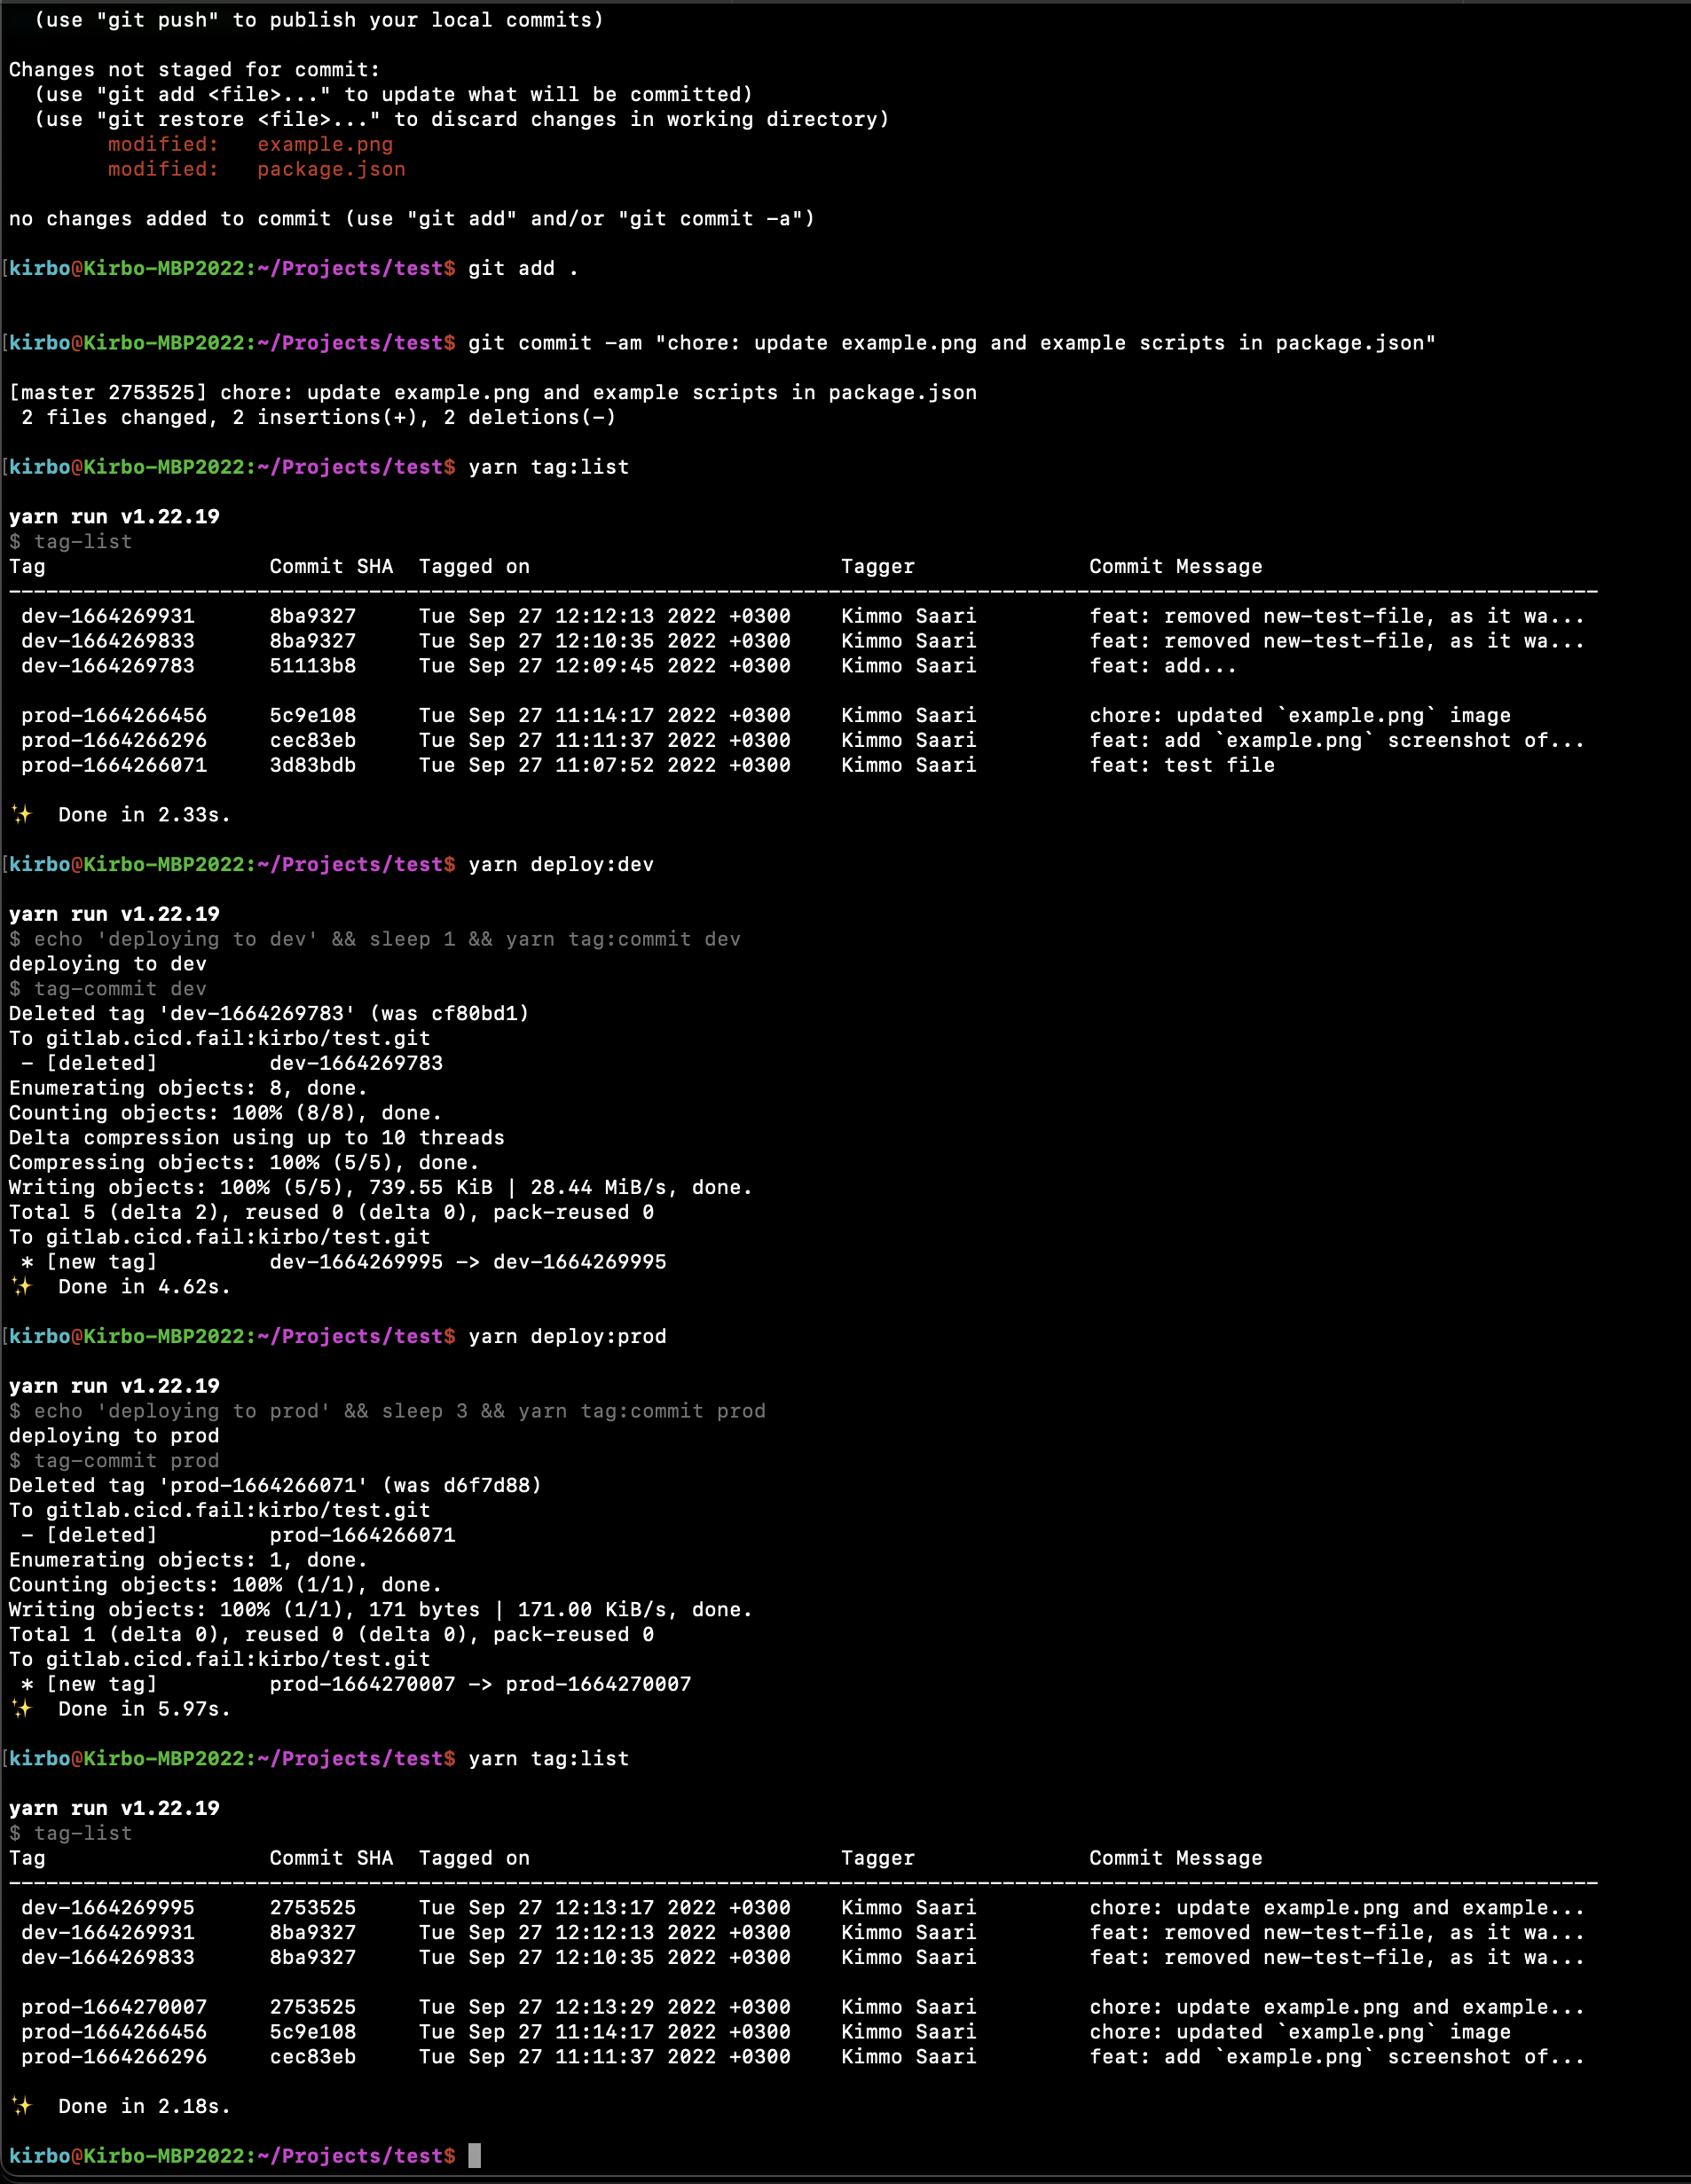 (use "git push" to publish your local commits)

Changes not staged for commit:
  (use "git add <file>..." to update what will be committed)
  (use "git restore <file>..." to discard changes in working directory)
        modified:   example.png
        modified:   package.json

no changes added to commit (use "git add" and/or "git commit -a")

[kirbo@Kirbo-MBP2022:~/Projects/test$ git add .

[kirbo@Kirbo-MBP2022:~/Projects/test$ git commit -am "chore: update example.png and example scripts in package.json"

[master 2753525] chore: update example.png and example scripts in package.json
 2 files changed, 2 insertions(+), 2 deletions(-)

[kirbo@Kirbo-MBP2022:~/Projects/test$ yarn tag:list

yarn run v1.22.19
$ tag-list
Tag                  Commit SHA  Tagged on                         Tagger              Commit Message
--------------------------------------------------------------------------------------------------------------------------------
 dev-1664269931      8ba9327     Tue Sep 27 12:12:13 2022 +0300    Kimmo Saari         feat: removed new-test-file, as it wa...
 dev-1664269833      8ba9327     Tue Sep 27 12:10:35 2022 +0300    Kimmo Saari         feat: removed new-test-file, as it wa...
 dev-1664269783      51113b8     Tue Sep 27 12:09:45 2022 +0300    Kimmo Saari         feat: add...

 prod-1664266456     5c9e108     Tue Sep 27 11:14:17 2022 +0300    Kimmo Saari         chore: updated `example.png` image
 prod-1664266296     cec83eb     Tue Sep 27 11:11:37 2022 +0300    Kimmo Saari         feat: add `example.png` screenshot of...
 prod-1664266071     3d83bdb     Tue Sep 27 11:07:52 2022 +0300    Kimmo Saari         feat: test file

✨  Done in 2.33s.

[kirbo@Kirbo-MBP2022:~/Projects/test$ yarn deploy:dev

yarn run v1.22.19
$ echo 'deploying to dev' && sleep 1 && yarn tag:commit dev
deploying to dev
$ tag-commit dev
Deleted tag 'dev-1664269783' (was cf80bd1)
To gitlab.cicd.fail:kirbo/test.git
 - [deleted]         dev-1664269783
Enumerating objects: 8, done.
Counting objects: 100% (8/8), done.
Delta compression using up to 10 threads
Compressing objects: 100% (5/5), done.
Writing objects: 100% (5/5), 739.55 KiB | 28.44 MiB/s, done.
Total 5 (delta 2), reused 0 (delta 0), pack-reused 0
To gitlab.cicd.fail:kirbo/test.git
 * [new tag]         dev-1664269995 -> dev-1664269995
✨  Done in 4.62s.

[kirbo@Kirbo-MBP2022:~/Projects/test$ yarn deploy:prod

yarn run v1.22.19
$ echo 'deploying to prod' && sleep 3 && yarn tag:commit prod
deploying to prod
$ tag-commit prod
Deleted tag 'prod-1664266071' (was d6f7d88)
To gitlab.cicd.fail:kirbo/test.git
 - [deleted]         prod-1664266071
Enumerating objects: 1, done.
Counting objects: 100% (1/1), done.
Writing objects: 100% (1/1), 171 bytes | 171.00 KiB/s, done.
Total 1 (delta 0), reused 0 (delta 0), pack-reused 0
To gitlab.cicd.fail:kirbo/test.git
 * [new tag]         prod-1664270007 -> prod-1664270007
✨  Done in 5.97s.

[kirbo@Kirbo-MBP2022:~/Projects/test$ yarn tag:list

yarn run v1.22.19
$ tag-list
Tag                  Commit SHA  Tagged on                         Tagger              Commit Message
--------------------------------------------------------------------------------------------------------------------------------
 dev-1664269995      2753525     Tue Sep 27 12:13:17 2022 +0300    Kimmo Saari         chore: update example.png and example...
 dev-1664269931      8ba9327     Tue Sep 27 12:12:13 2022 +0300    Kimmo Saari         feat: removed new-test-file, as it wa...
 dev-1664269833      8ba9327     Tue Sep 27 12:10:35 2022 +0300    Kimmo Saari         feat: removed new-test-file, as it wa...

 prod-1664270007     2753525     Tue Sep 27 12:13:29 2022 +0300    Kimmo Saari         chore: update example.png and example...
 prod-1664266456     5c9e108     Tue Sep 27 11:14:17 2022 +0300    Kimmo Saari         chore: updated `example.png` image
 prod-1664266296     cec83eb     Tue Sep 27 11:11:37 2022 +0300    Kimmo Saari         feat: add `example.png` screenshot of...

✨  Done in 2.18s.

kirbo@Kirbo-MBP2022:~/Projects/test$